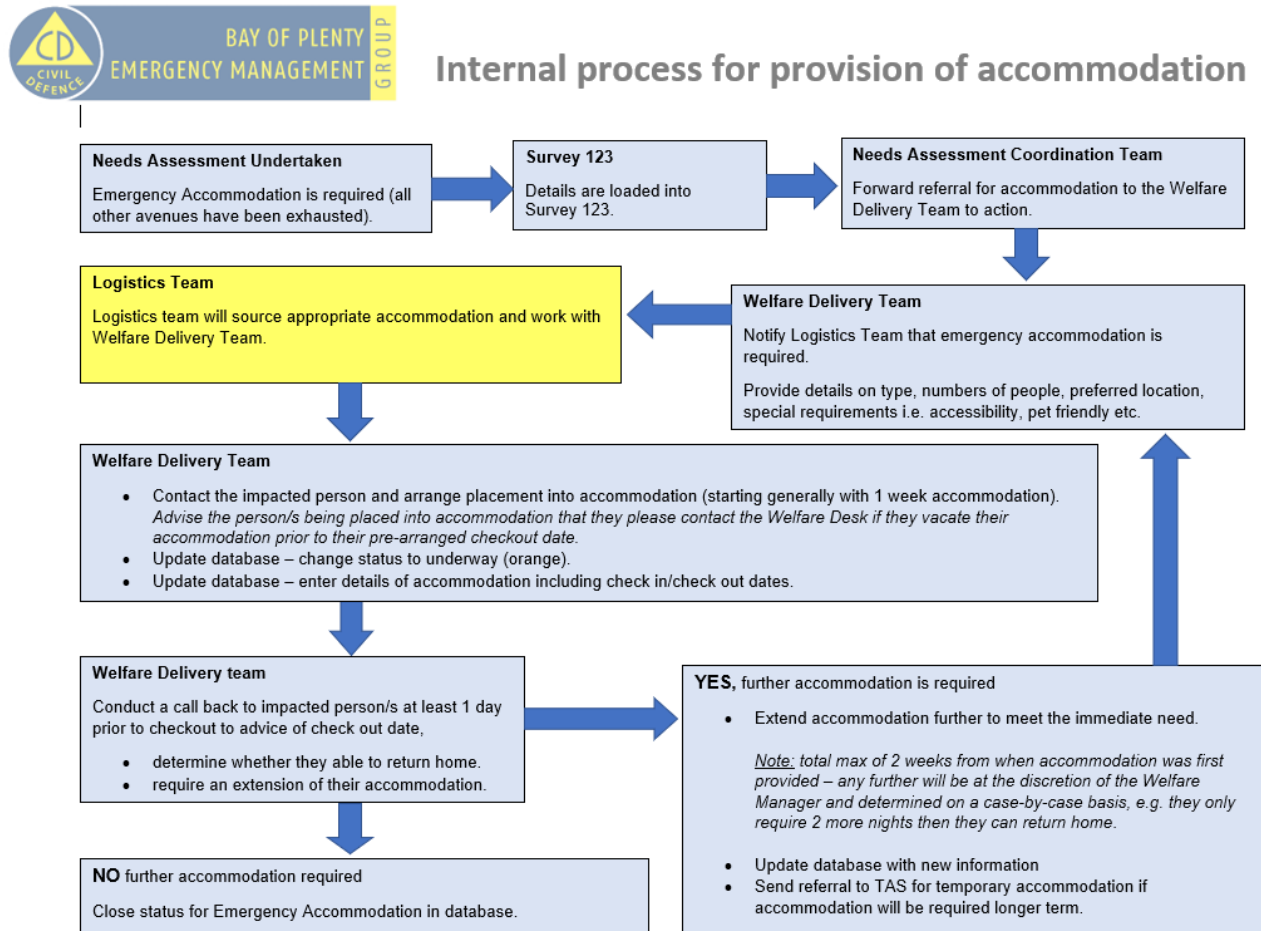 CD
CIVIL
DEFENCE
BAY OF PLENTY
EMERGENCY MANAGEMENT
GROUP
Internal process for provision of accommodation
Needs Assessment Undertaken
Emergency Accommodation is required (all
other avenues have been exhausted).
Survey 123
Details are loaded into
Survey 123.
Needs Assessment Coordination Team
Forward referral for accommodation to the Welfare
Delivery Team to action.
Welfare Delivery Team
Notify Logistics Team that emergency accommodation is
required.
Provide details on type, numbers of people, preferred location,
special requirements i.e. accessibility, pet friendly etc.
Logistics Team
Logistics team will source appropriate accommodation and work with
Welfare Delivery Team.
Welfare Delivery Team
• Contact the impacted person and arrange placement into accommodation (starting generally with 1 week accommodation).
Advise the person/s being placed into accommodation that they please contact the Welfare Desk if they vacate their
accommodation prior to their pre-arranged checkout date.
• Update database – change status to underway (orange).
• Update database – enter details of accommodation including check in/check out dates.
Welfare Delivery team
Conduct a call back to impacted person/s at least 1 day
prior to checkout to advice of check out date,
• determine whether they able to return home.
• require an extension of their accommodation.
YES, further accommodation is required
• Extend accommodation further to meet the immediate need.
Note: total max of 2 weeks from when accommodation was first
provided – any further will be at the discretion of the Welfare
Manager and determined on a case-by-case basis, e.g. they only
require 2 more nights then they can return home.
• Update database with new information
• Send referral to TAS for temporary accommodation if
accommodation will be required longer term.
NO further accommodation required
Close status for Emergency Accommodation in database.